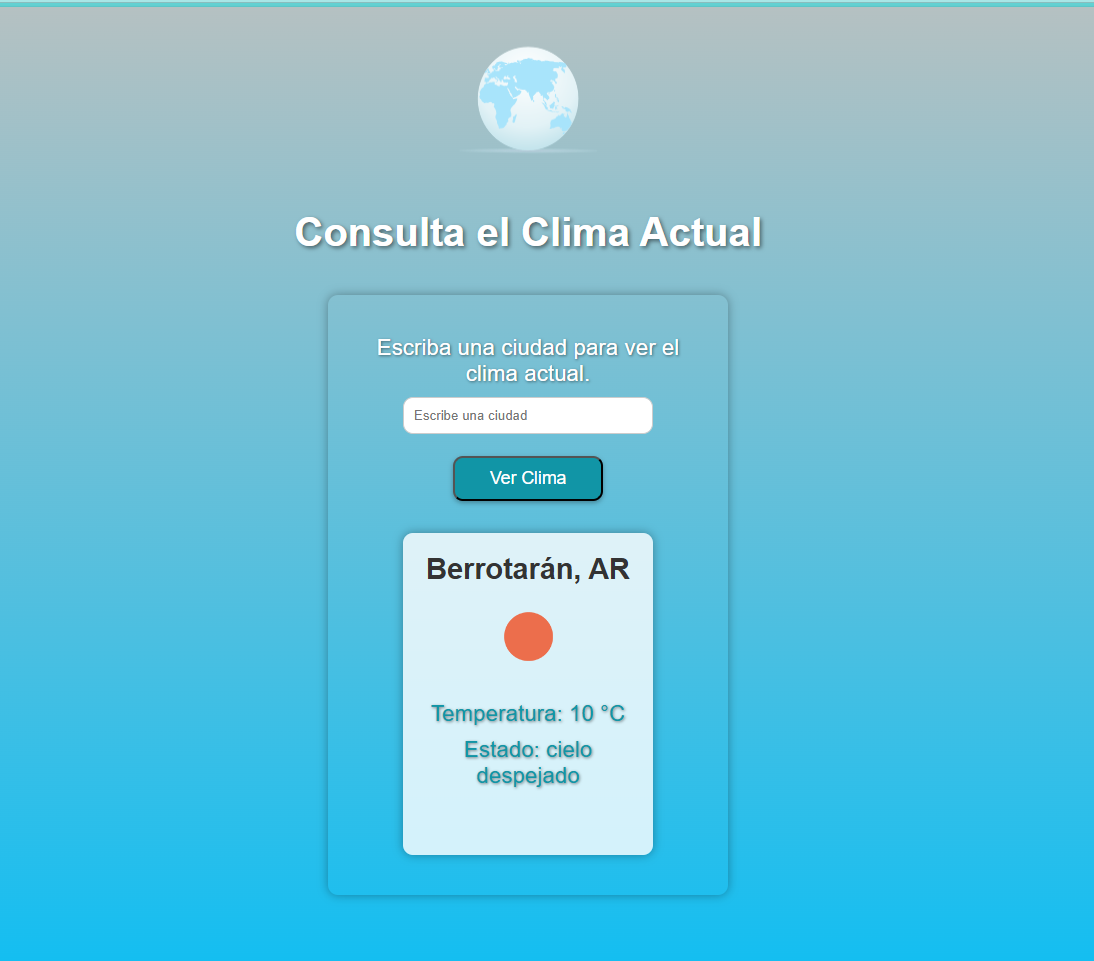 Consulta el Clima Actual
Escriba una ciudad para ver el
clima actual.
Escribe una ciudad
Ver Clima
Berrotarán, AR
Temperatura: 10 °C
Estado: cielo
despejado